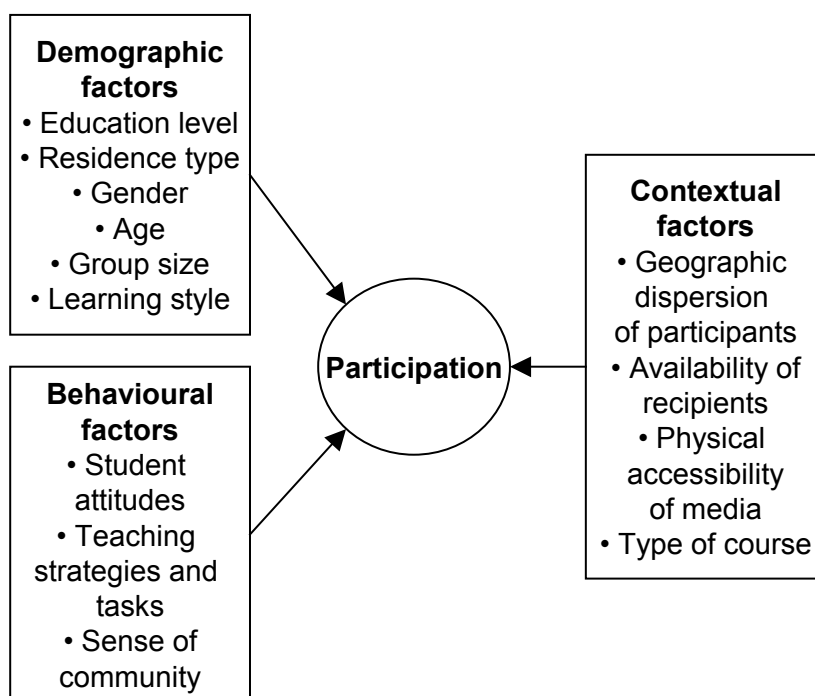 Demographic
factors
• Education level
• Residence type
• Gender
• Age
• Group size
• Learning style
Behavioural
factors
• Student
attitudes
• Teaching
strategies and
tasks
• Sense of
community
Participation
Contextual
factors
• Geographic
dispersion
of participants
• Availability of
recipients
• Physical
accessibility
of media
• Type of course